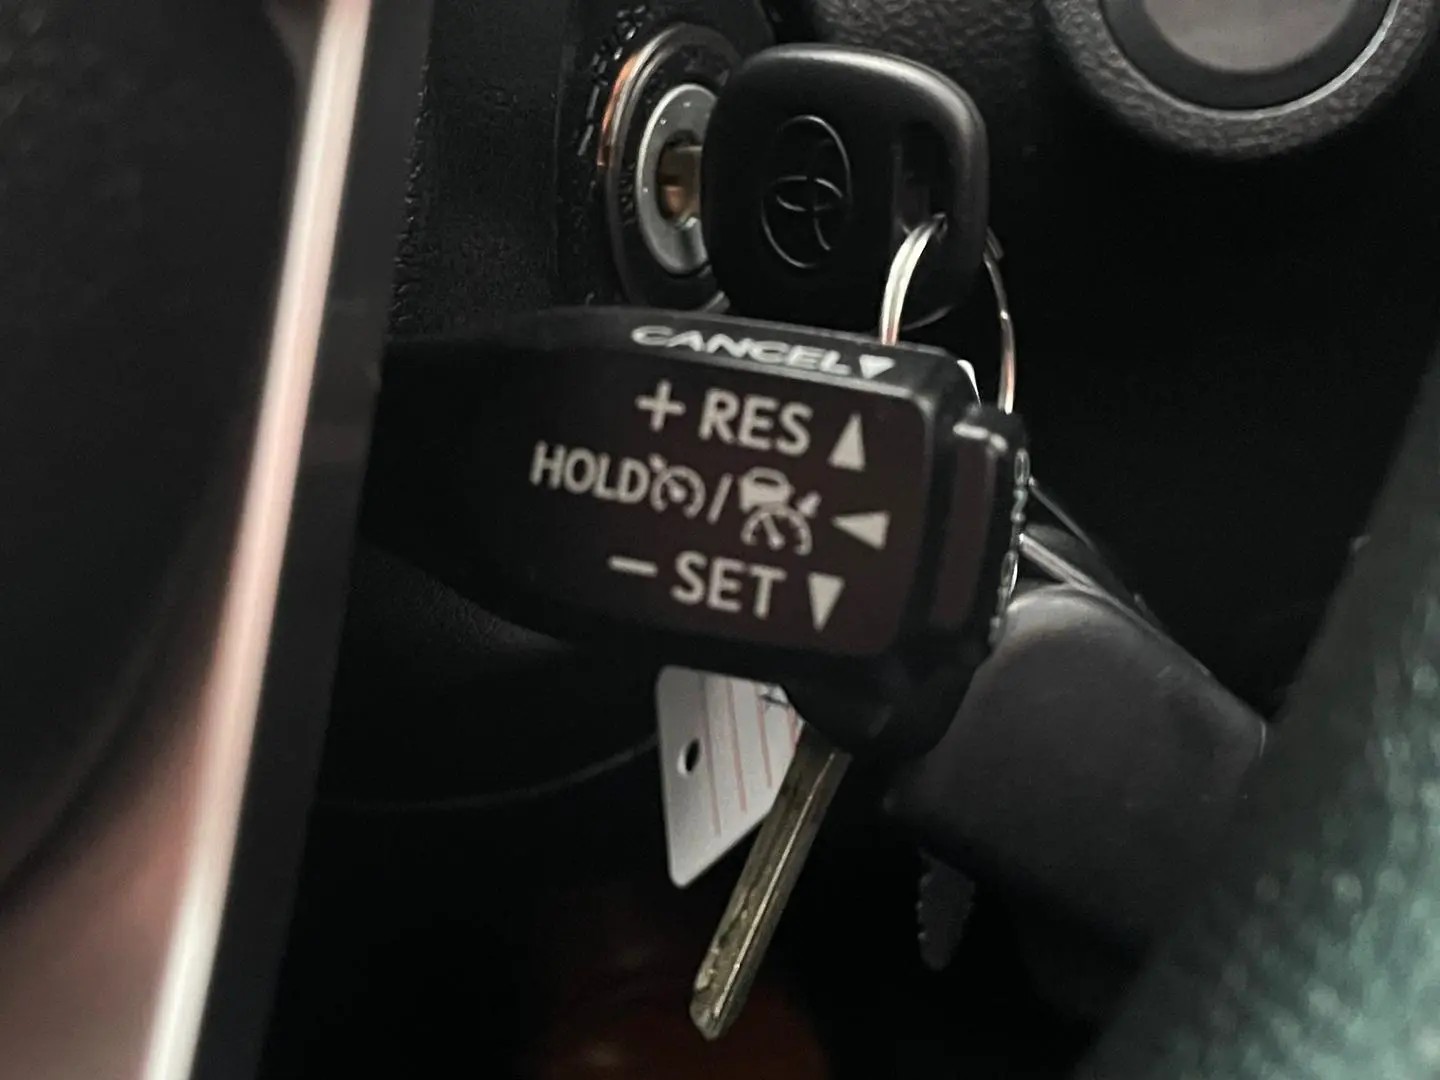 CANCEL
+ RES
HOLD /
− SET